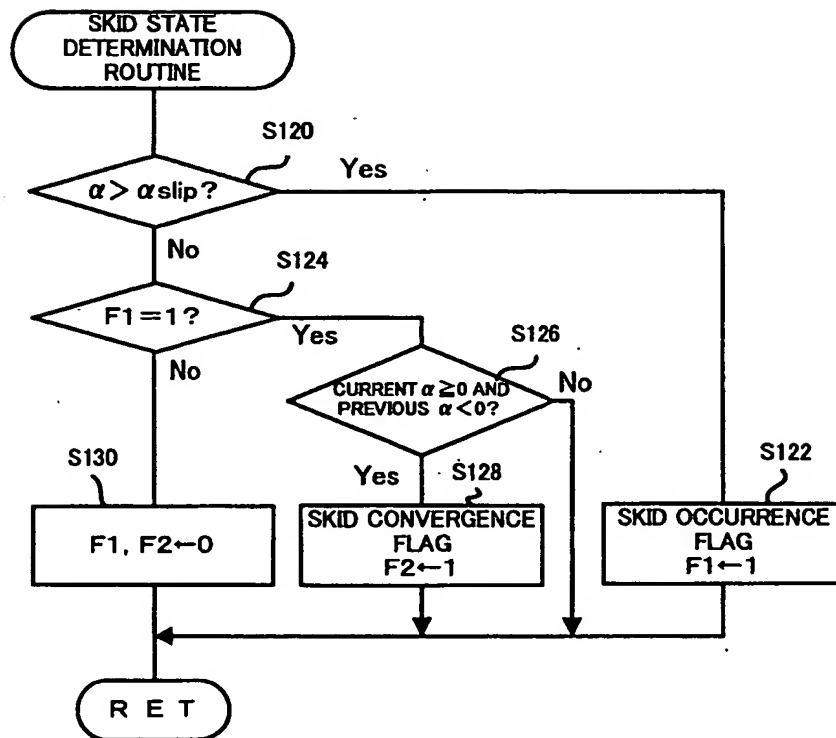 SKID STATE
DETERMINATION
ROUTINE
S120
α > αslip?
Yes
No
S124
F1=1?
Yes
No
S126
CURRENT α≧0 AND
PREVIOUS α<0?
No
Yes
S130
F1, F2←0
S128
SKID CONVERGENCE
FLAG
F2←1
S122
SKID OCCURRENCE
FLAG
F1←1
RET